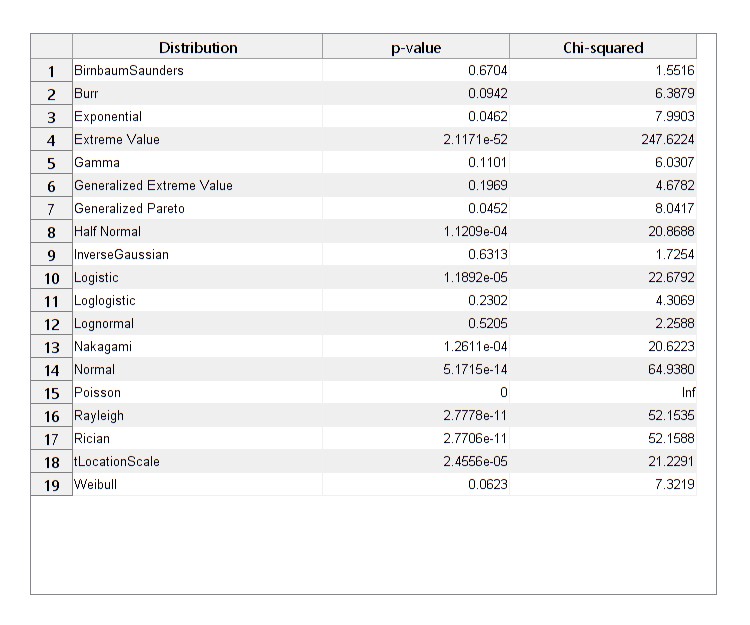 Distribution p-value Chi-squared
1 BirnbaumSaunders 0.6704 1.5516
2 Burr 0.0942 6.3879
3 Exponential 0.0462 7.9903
4 Extreme Value 2.1171e-52 247.6224
5 Gamma 0.1101 6.0307
6 Generalized Extreme Value 0.1969 4.6782
7 Generalized Pareto 0.0452 8.0417
8 Half Normal 1.1209e-04 20.8688
9 InverseGaussian 0.6313 1.7254
10 Logistic 1.1892e-05 22.6792
11 Loglogistic 0.2302 4.3069
12 Lognormal 0.5205 2.2588
13 Nakagami 1.2611e-04 20.6223
14 Normal 5.1715e-14 64.9380
15 Poisson 0 Inf
16 Rayleigh 2.7778e-11 52.1535
17 Rician 2.7706e-11 52.1588
18 tLocationScale 2.4556e-05 21.2291
19 Weibull 0.0623 7.3219